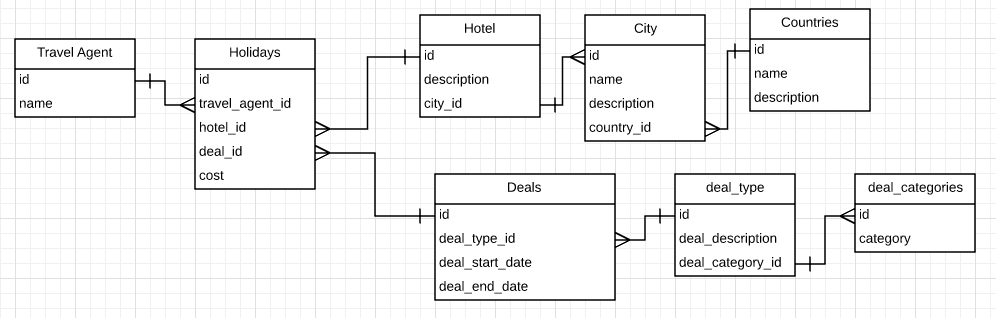 Travel Agent
id
name
Holidays
id
travel_agent_id
hotel_id
deal_id
cost
Hotel
id
description
city_id
City
id
name
description
country_id
Countries
id
name
description
Deals
id
deal_type_id
deal_start_date
deal_end_date
deal_type
id
deal_description
deal_category_id
deal_categories
id
category